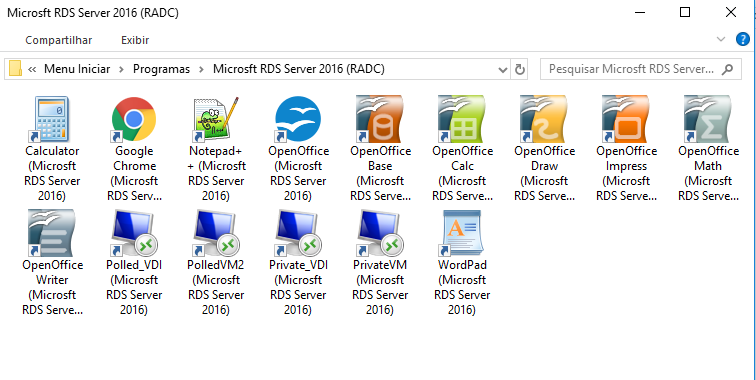 Microsft RDS Server 2016 (RADC)
Compartilhar Exibir
Menu Iniciar Programas Microsft RDS Server 2016 (RADC)
Pesquisar Microsft RDS Server...
Calculator
(Microsft
RDS Server
2016)
Google
Chrome
(Microsft
RDS Serv...
Notepad+
+ (Microsft
RDS Server
2016)
OpenOffice
(Microsft
RDS Server
2016)
OpenOffice
Base
(Microsft
RDS Serve...
OpenOffice
Calc
(Microsft
RDS Serve...
OpenOffice
Draw
(Microsft
RDS Serve...
OpenOffice
Impress
(Microsft
RDS Serve...
OpenOffice
Math
(Microsft
RDS Serve...
OpenOffice
Writer
(Microsft
RDS Serve...
Polled_VDI
(Microsoft
RDS Server
2016)
PolledVM2
(Microsft
RDS Server
2016)
Private_VDI
(Microsft
RDS Server
2016)
PrivateVM
(Microsft
RDS Server
2016)
WordPad
(Microsft
RDS Server
2016)